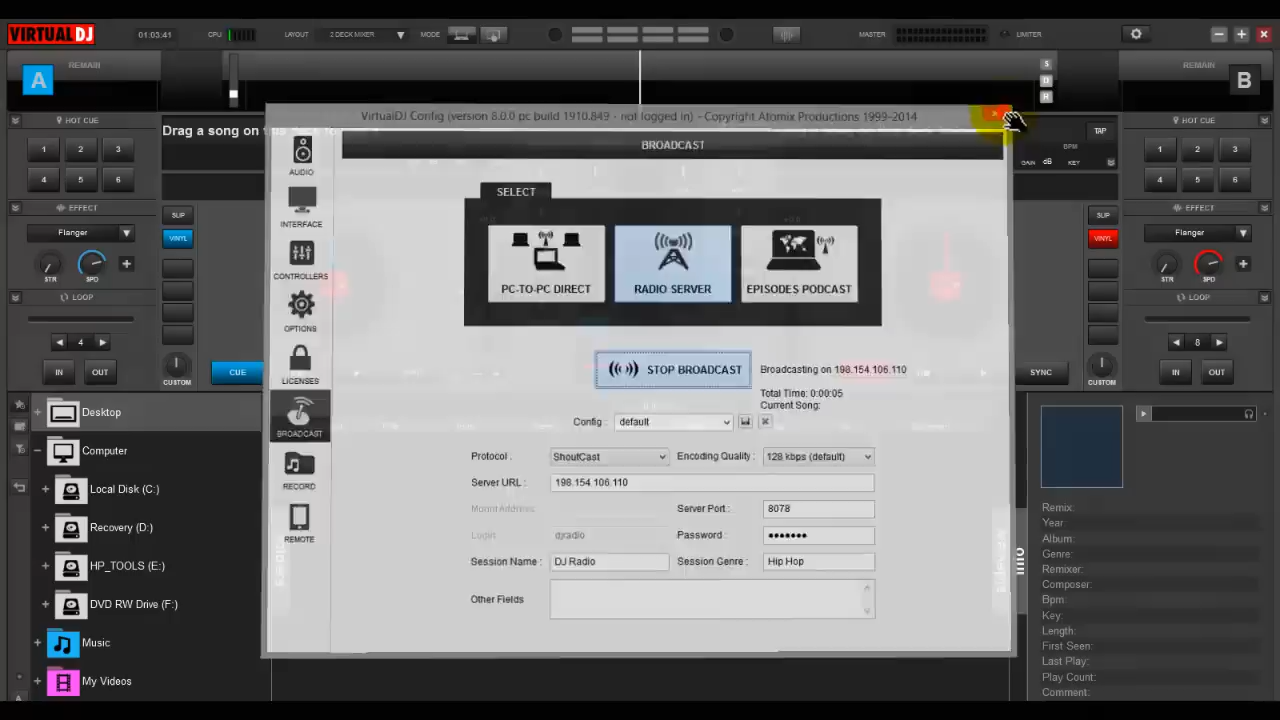 VIRTUAL DJ
01:03:41
CPU
LAYOUT
2 DECK MIXER
MODE
MASTER
LIMITER
A
REMAIN
S
D
R
REMAIN
B
HOT CUE
1 2 3
4 5 6
EFFECT
Flanger
STR SPD
LOOP
4
IN OUT
Drag a song on this deck to
SLIP
VINYL
CUSTOM
CUE
VirtualDJ Config (version 8.0.0 pc build 1910.849 - not logged in) - Copyright Atomix Productions 1999-2014
AUDIO
INTERFACE
CONTROLLERS
OPTIONS
LICENSES
BROADCAST
RECORD
REMOTE
BROADCAST
SELECT
PC-TO-PC DIRECT
RADIO SERVER
EPISODES PODCAST
STOP BROADCAST
Broadcasting on 198.154.106.110
Total Time: 0:00:05
Current Song:
Config : default
Protocol : ShoutCast
Encoding Quality : 128 kbps (default)
Server URL : 198.154.106.110
Mount Address:
Server Port : 8078
Login: djradio
Password : •••••••
Session Name : DJ Radio
Session Genre : Hip Hop
Other Fields
TAP
BPM
GAIN dB KEY
HOT CUE
1 2 3
4 5 6
SLIP
VINYL
EFFECT
Flanger
STR SPD
LOOP
8
SYNC
CUSTOM
IN OUT
Desktop
Computer
Local Disk (C:)
Recovery (D:)
HP_TOOLS (E:)
DVD RW Drive (F:)
Music
My Videos
info
Remix:
Year:
Album:
Genre:
Remixer:
Composer:
Bpm:
Key:
Length:
First Seen:
Last Play:
Play Count:
Comment: